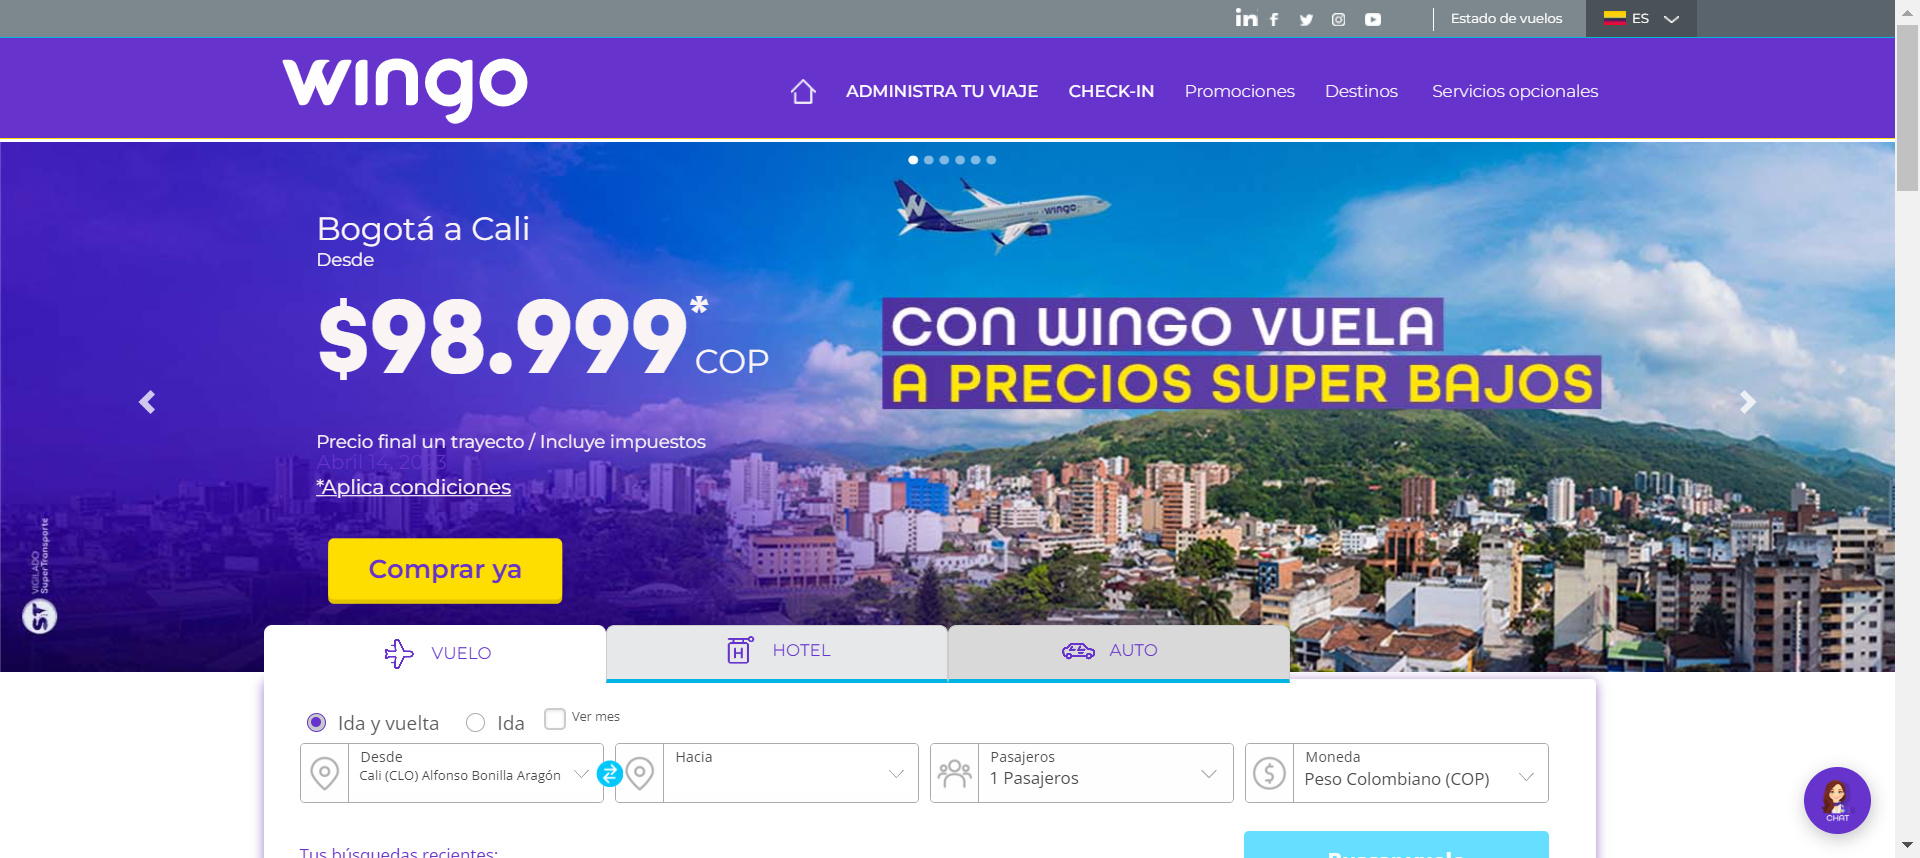 in
Estado de vuelos
ES
wingo
ADMINISTRA TU VIAJE
CHECK-IN
Promociones
Destinos
Servicios opcionales
Bogotá a Cali
Desde
$98.999*
COP
Precio final un trayecto / Incluye impuestos
Abril 14, 2023
*Aplica condiciones
Comprar ya
wingo
CON WINGO VUELA
A PRECIOS SUPER BAJOS
VIGILADO
SuperTransporte
VUELO
HOTEL
AUTO
Ida y vuelta
Ida
Ver mes
Desde
Cali (CLO) Alfonso Bonilla Aragón
Hacia
Pasajeros
1 Pasajeros
Moneda
Peso Colombiano (COP)
CHAT
Tus búsquedas recientes: